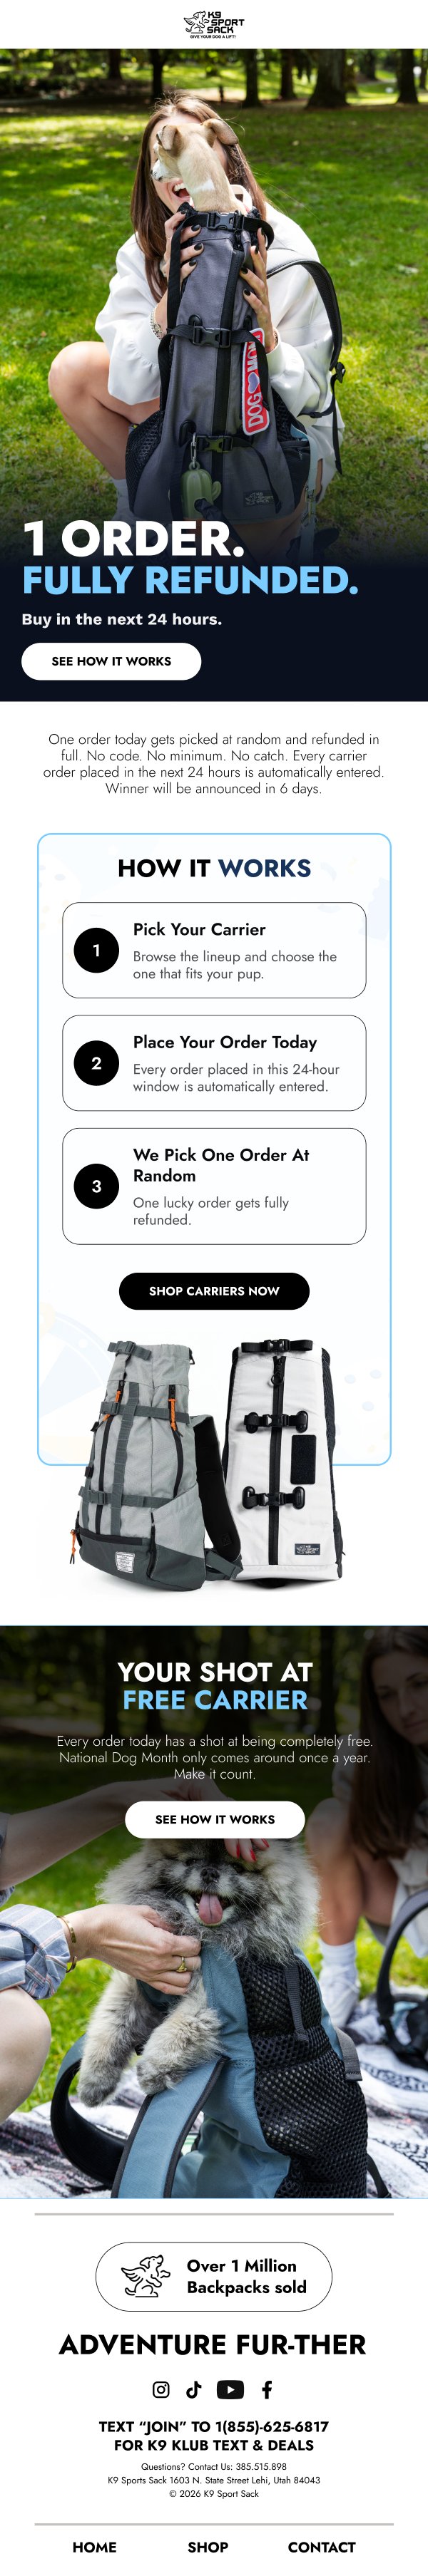 K9
SPORT
SACK
GIVE YOUR DOG A LIFT!
DOG MOM
1 ORDER.
FULLY REFUNDED.
Buy in the next 24 hours.
SEE HOW IT WORKS
One order today gets picked at random and refunded in
full. No code. No minimum. No catch. Every carrier
order placed in the next 24 hours is automatically entered.
Winner will be announced in 6 days.
HOW IT WORKS
1
Pick Your Carrier
Browse the lineup and choose the
one that fits your pup.
2
Place Your Order Today
Every order placed in this 24-hour
window is automatically entered.
3
We Pick One Order At
Random
One lucky order gets fully
refunded.
SHOP CARRIERS NOW
K9 SPORT
SACK
YOUR SHOT AT
FREE CARRIER
Every order today has a shot at being completely free.
National Dog Month only comes around once a year.
Make it count.
SEE HOW IT WORKS
Over 1 Million
Backpacks sold
ADVENTURE FUR-THER
TEXT “JOIN” TO 1(855)-625-6817
FOR K9 KLUB TEXT & DEALS
Questions? Contact Us: 385.515.898
K9 Sports Sack 1603 N. State Street Lehi, Utah 84043
© 2026 K9 Sport Sack
HOME SHOP CONTACT